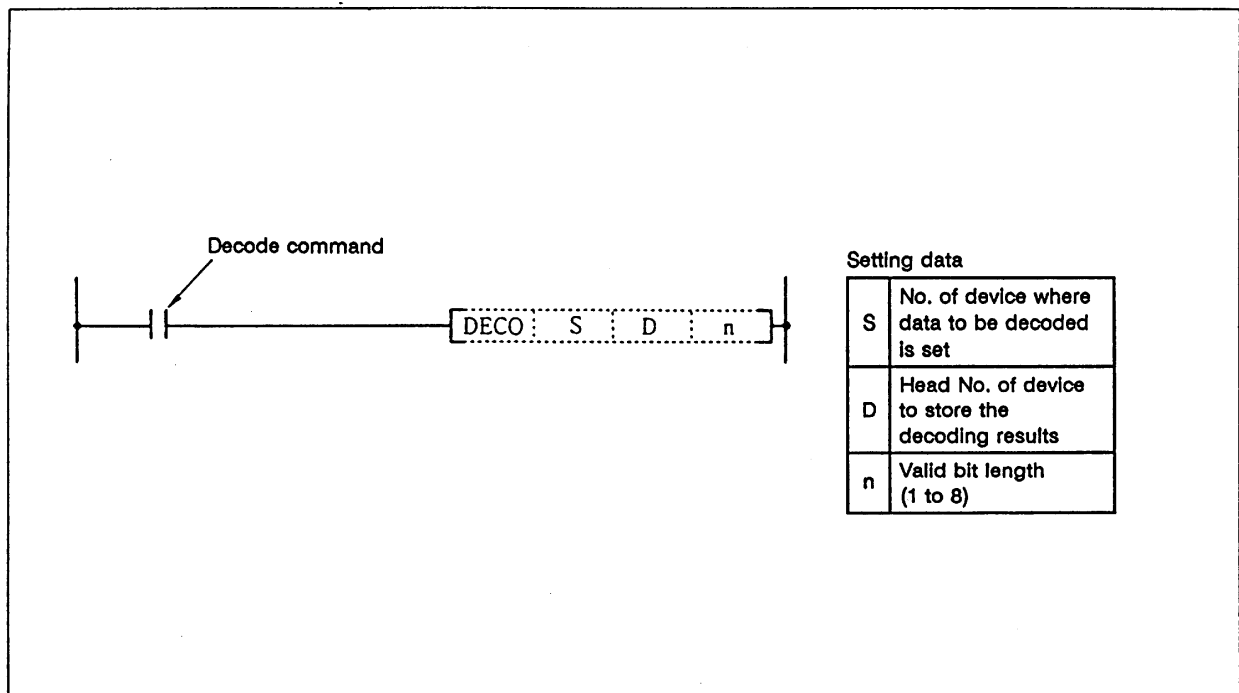 Decode command
DECO S D n
Setting data
S No. of device where
data to be decoded
is set
D Head No. of device
to store the
decoding results
n Valid bit length
(1 to 8)